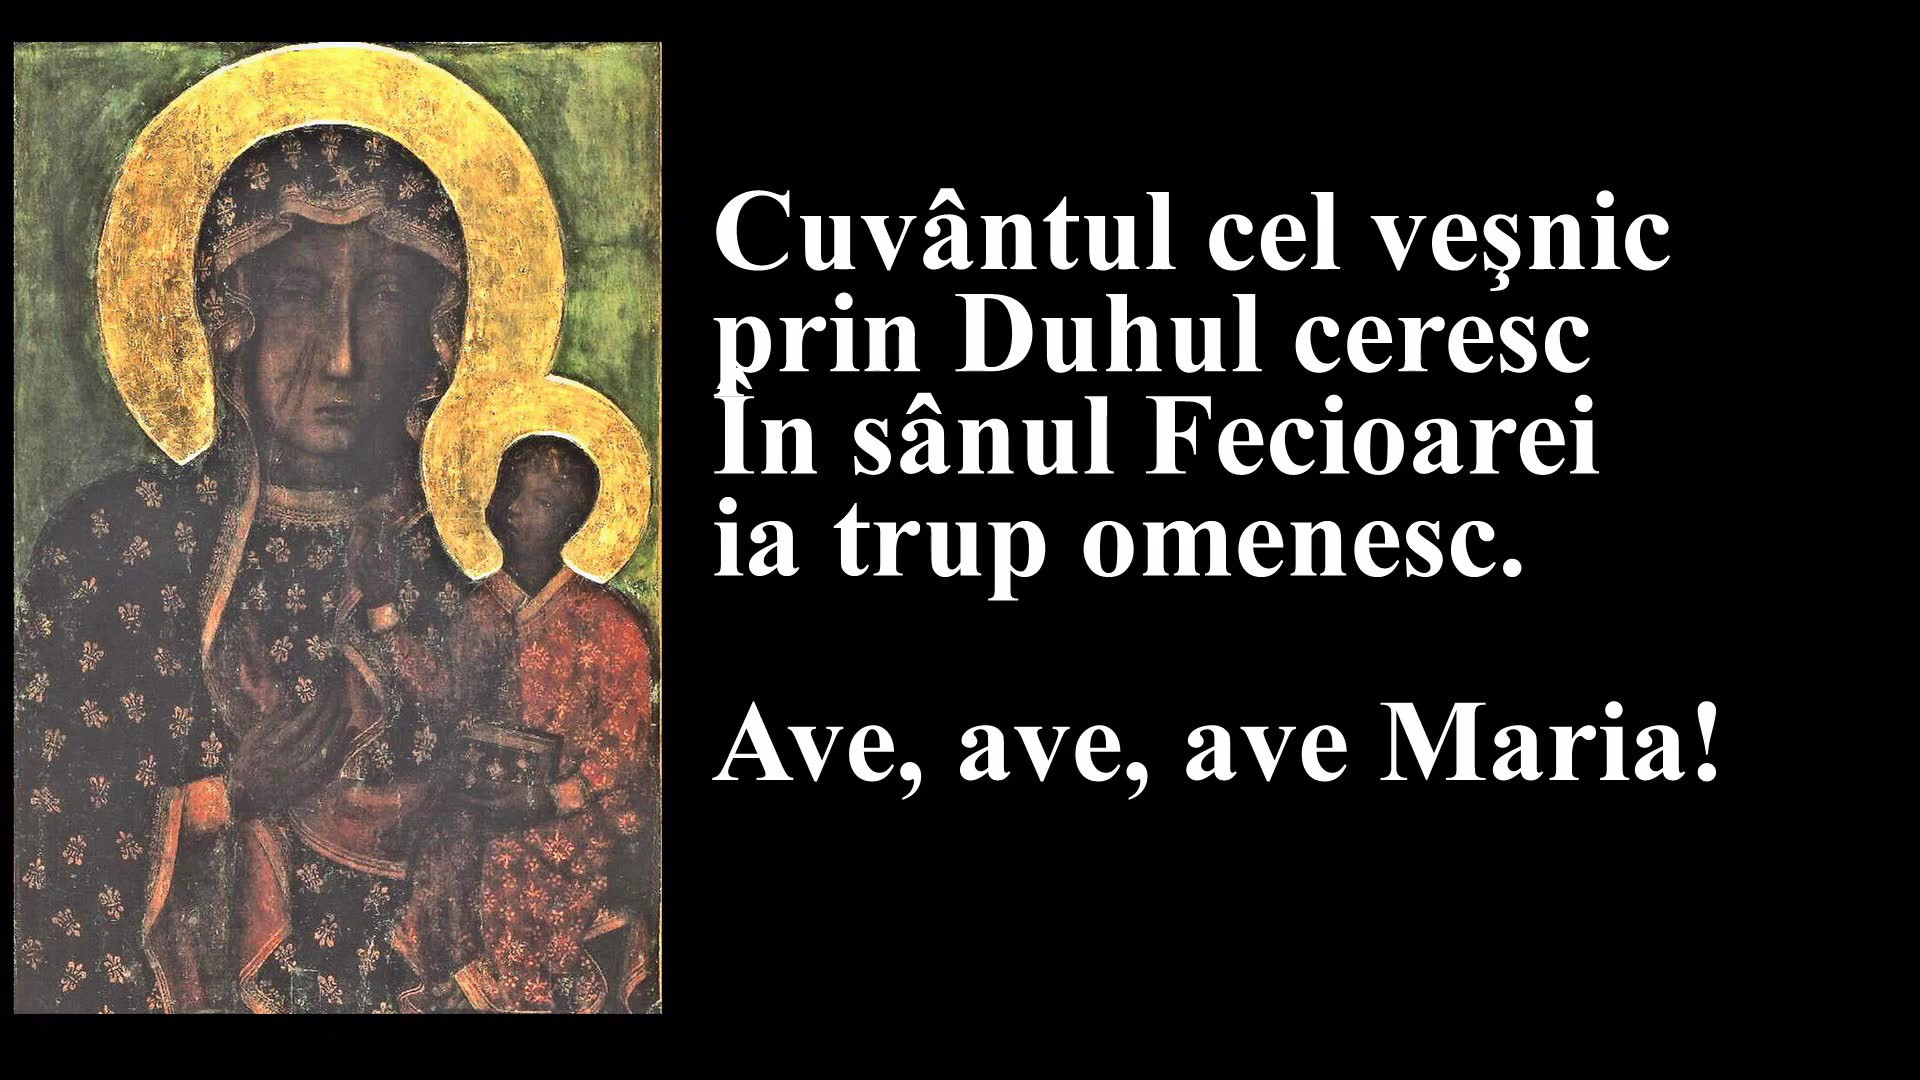 Cuvântul cel veşnic
prin Duhul ceresc
În sânul Fecioarei
ia trup omenesc.
Ave, ave, ave Maria!